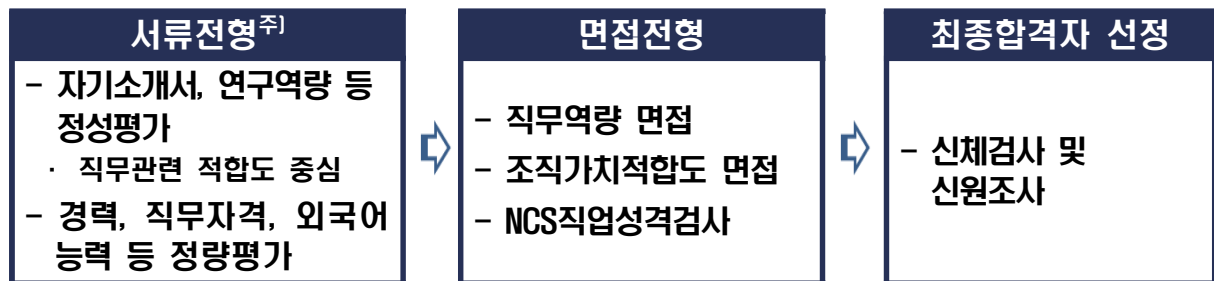 서류전형주]
- 자기소개서, 연구역량 등
정성평가
· 직무관련 적합도 중심
- 경력, 직무자격, 외국어
능력 등 정량평가
면접전형
- 직무역량 면접
- 조직가치적합도 면접
- NCS직업성격검사
최종합격자 선정
- 신체검사 및
신원조사